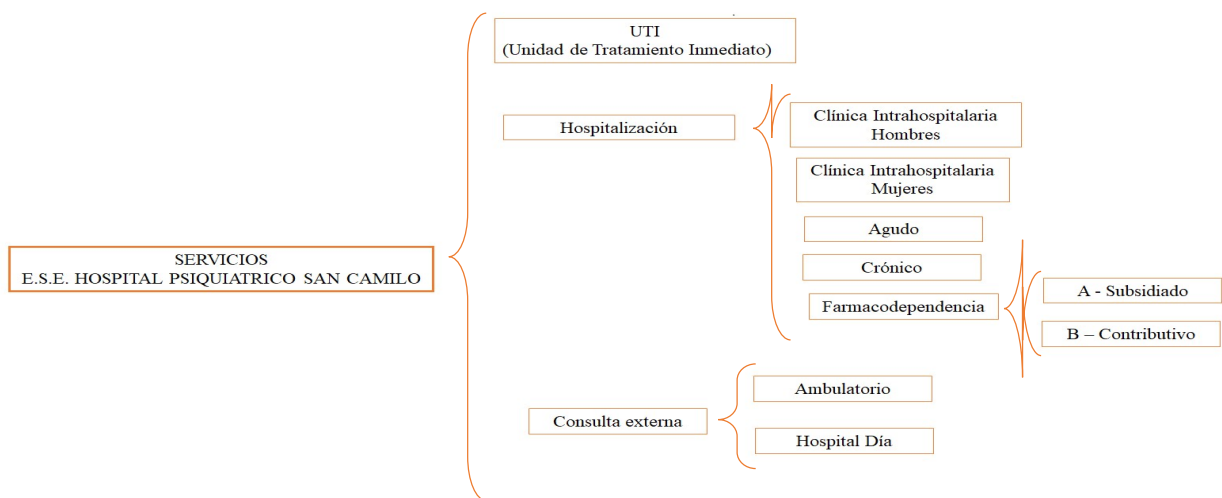 SERVICIOS
E.S.E. HOSPITAL PSIQUIATRICO SAN CAMILO
UTI
(Unidad de Tratamiento Inmediato)
Hospitalización
Clínica Intrahospitalaria
Hombres
Clínica Intrahospitalaria
Mujeres
Agudo
Crónico
Farmacodependencia
A - Subsidiado
B – Contributivo
Consulta externa
Ambulatorio
Hospital Día